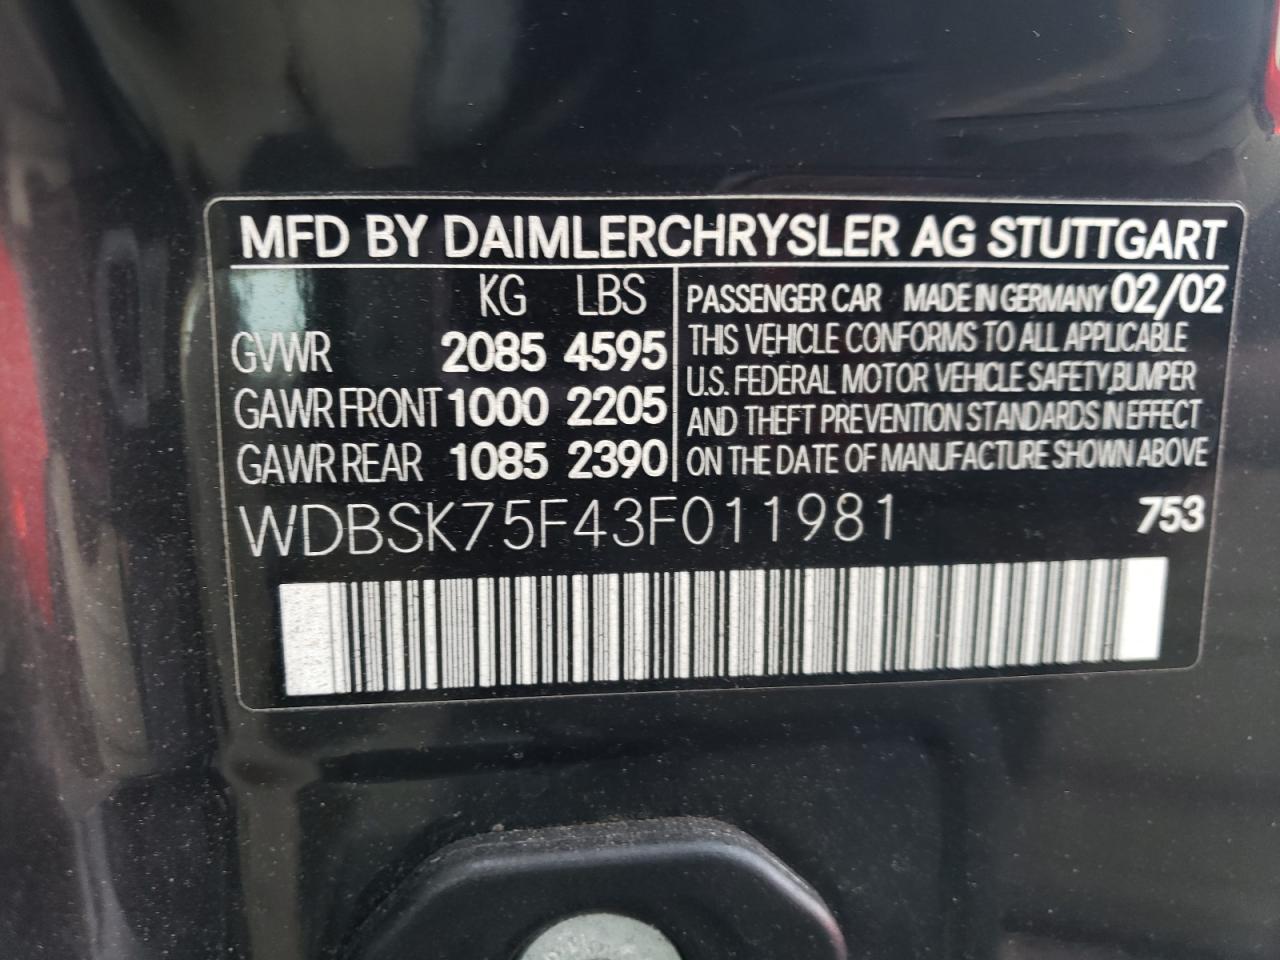 MFD BY DAIMLERCHRYSLER AG STUTTGART
KG LBS
GVWR 2085 4595
GAWR FRONT 1000 2205
GAWR REAR 1085 2390
PASSENGER CAR MADE IN GERMANY 02/02
THIS VEHICLE CONFORMS TO ALL APPLICABLE
U.S. FEDERAL MOTOR VEHICLE SAFETY,BUMPER
AND THEFT PREVENTION STANDARDS IN EFFECT
ON THE DATE OF MANUFACTURE SHOWN ABOVE
WDBSK75F43F011981 753